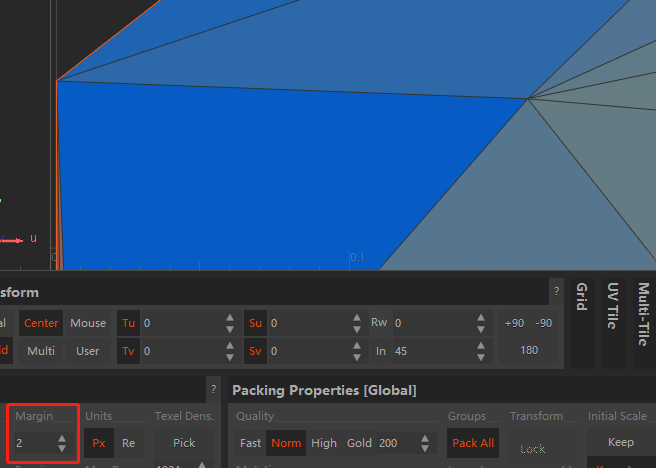 u
0
0.1
sform
?
Grid
UV Tile
Multi-Tile
al
Center
Mouse
Tu
0
Su
0
Rw
0
+90
-90
ld
Multi
User
Tv
0
Sv
0
In
45
180
?
Packing Properties [Global]
Margin
Units
Texel Dens.
Quality
Groups
Transform
Initial Scale
2
Px
Re
Pick
Fast
Norm
High
Gold
200
Pack All
Lock
Keep